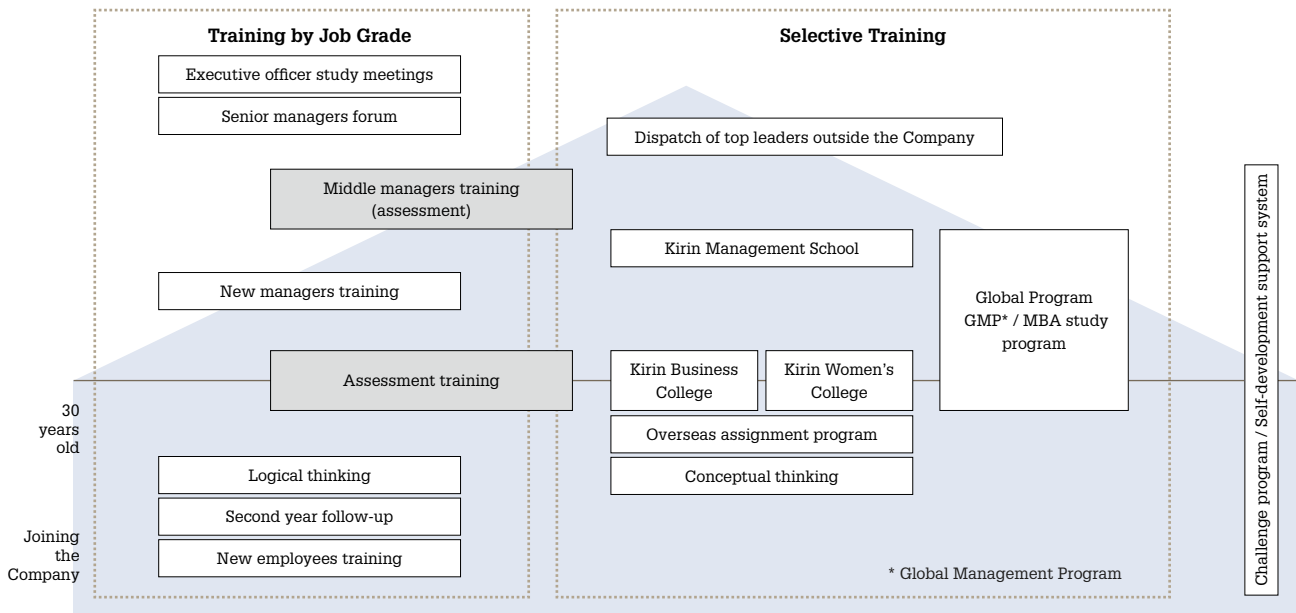 Training by Job Grade
Executive officer study meetings
Senior managers forum
Middle managers training
(assessment)
New managers training
Assessment training
Logical thinking
Second year follow-up
New employees training
Selective Training
Dispatch of top leaders outside the Company
Kirin Management School
Global Program
GMP* / MBA study
program
Kirin Business
College
Kirin Women's
College
Overseas assignment program
Conceptual thinking
* Global Management Program
30
years
old
Joining
the
Company
Challenge program / Self-development support system